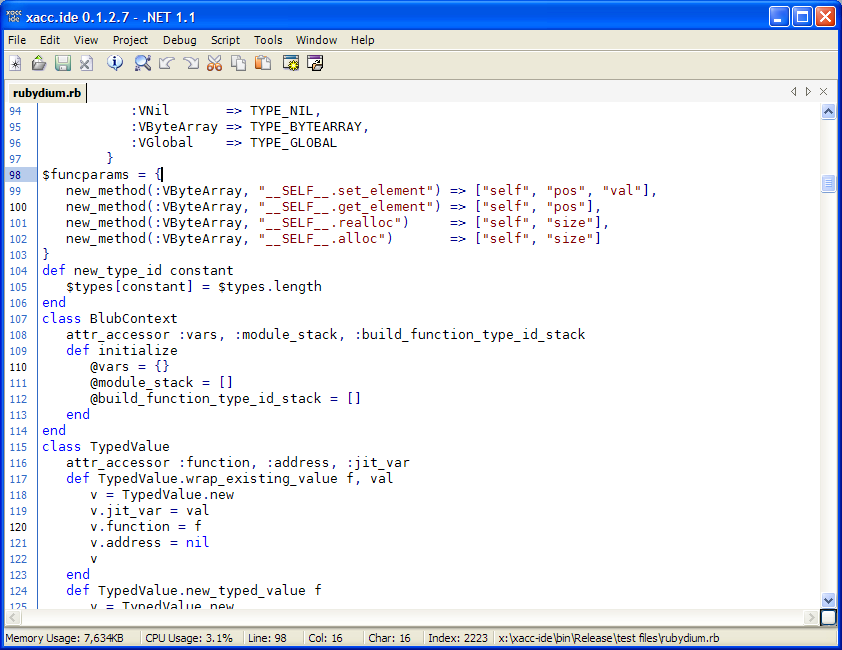 xacc.ide 0.1.2.7 - .NET 1.1
File Edit View Project Debug Script Tools Window Help
rubydium.rb
94 :VNil => TYPE_NIL,
95 :VByteArray => TYPE_BYTEARRAY,
96 :VGlobal => TYPE_GLOBAL
97 }
98 $funcparams = {
99 new_method(:VByteArray, "__SELF__.set_element") => ["self", "pos", "val"],
100 new_method(:VByteArray, "__SELF__.get_element") => ["self", "pos"],
101 new_method(:VByteArray, "__SELF__.realloc") => ["self", "size"],
102 new_method(:VByteArray, "__SELF__.alloc") => ["self", "size"]
103 }
104 def new_type_id constant
105 $types[constant] = $types.length
106 end
107 class BlubContext
108 attr_accessor :vars, :module_stack, :build_function_type_id_stack
109 def initialize
110 @vars = {}
111 @module_stack = []
112 @build_function_type_id_stack = []
113 end
114 end
115 class TypedValue
116 attr_accessor :function, :address, :jit_var
117 def TypedValue.wrap_existing_value f, val
118 v = TypedValue.new
119 v.jit_var = val
120 v.function = f
121 v.address = nil
122 v
123 end
124 def TypedValue.new_typed_value f
125 v = TypedValue.new
Memory Usage: 7,634KB CPU Usage: 3.1% Line: 98 Col: 16 Char: 16 Index: 2223 x:\xacc-ide\bin\Release\test files\rubydium.rb